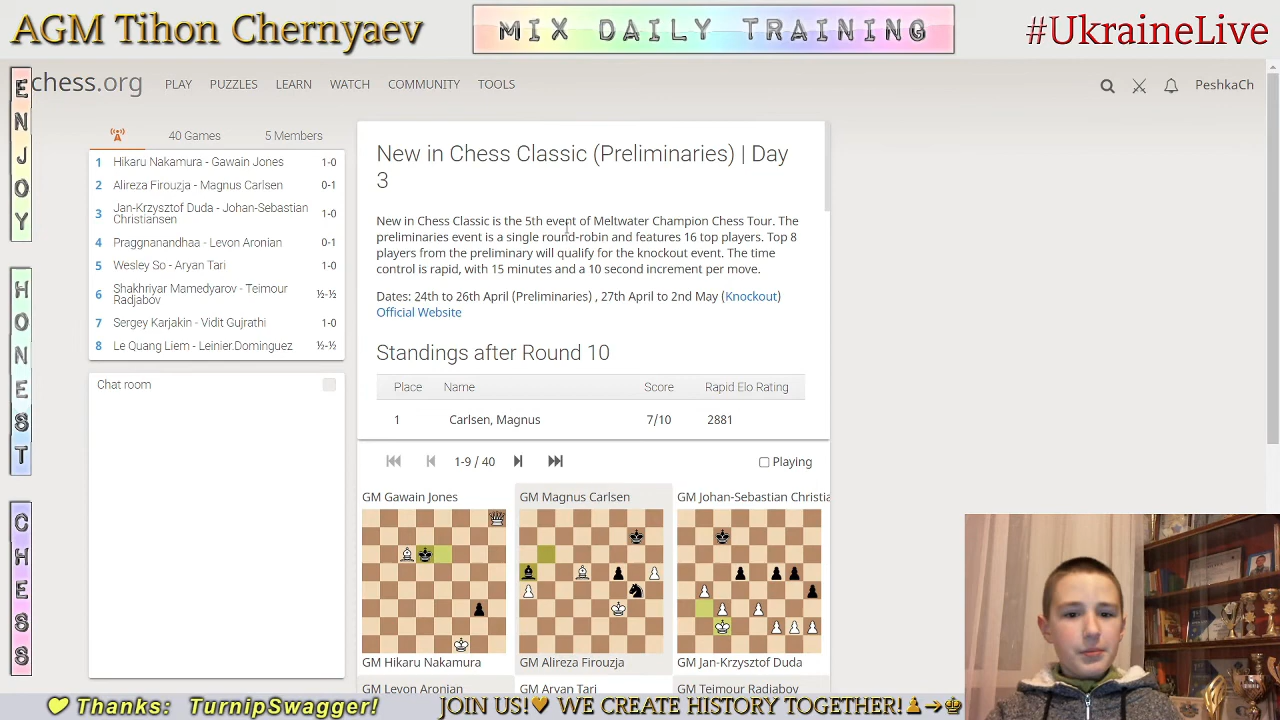 AGM Tihon Chernyaev
MIX DAILY TRAINING
#UkraineLive
ENJOY
HONEST
CHESS
chess.org
PLAY PUZZLES LEARN WATCH COMMUNITY TOOLS
PeshkaCh
40 Games 5 Members
1 Hikaru Nakamura - Gawain Jones 1-0
2 Alireza Firouzja - Magnus Carlsen 0-1
3 Jan-Krzysztof Duda - Johan-Sebastian
Christiansen 1-0
4 Praggnanandhaa - Levon Aronian 0-1
5 Wesley So - Aryan Tari 1-0
6 Shakhriyar Mamedyarov - Teimour
Radjabov ½-½
7 Sergey Karjakin - Vidit Gujrathi 1-0
8 Le Quang Liem - Leinier.Dominguez ½-½
Chat room
New in Chess Classic (Preliminaries) | Day
3
New in Chess Classic is the 5th event of Meltwater Champion Chess Tour. The
preliminaries event is a single round-robin and features 16 top players. Top 8
players from the preliminary will qualify for the knockout event. The time
control is rapid, with 15 minutes and a 10 second increment per move.
Dates: 24th to 26th April (Preliminaries) , 27th April to 2nd May (Knockout)
Official Website
Standings after Round 10
Place Name Score Rapid Elo Rating
1 Carlsen, Magnus 7/10 2881
1-9 / 40
Playing
GM Gawain Jones GM Magnus Carlsen GM Johan-Sebastian Christia
GM Hikaru Nakamura GM Alireza Firouzja GM Jan-Krzysztof Duda
GM Levon Aronian GM Aryan Tari GM Teimour Radjabov
Thanks: TurnipSwagger!
JOIN US! WE CREATE HISTORY TOGETHER!